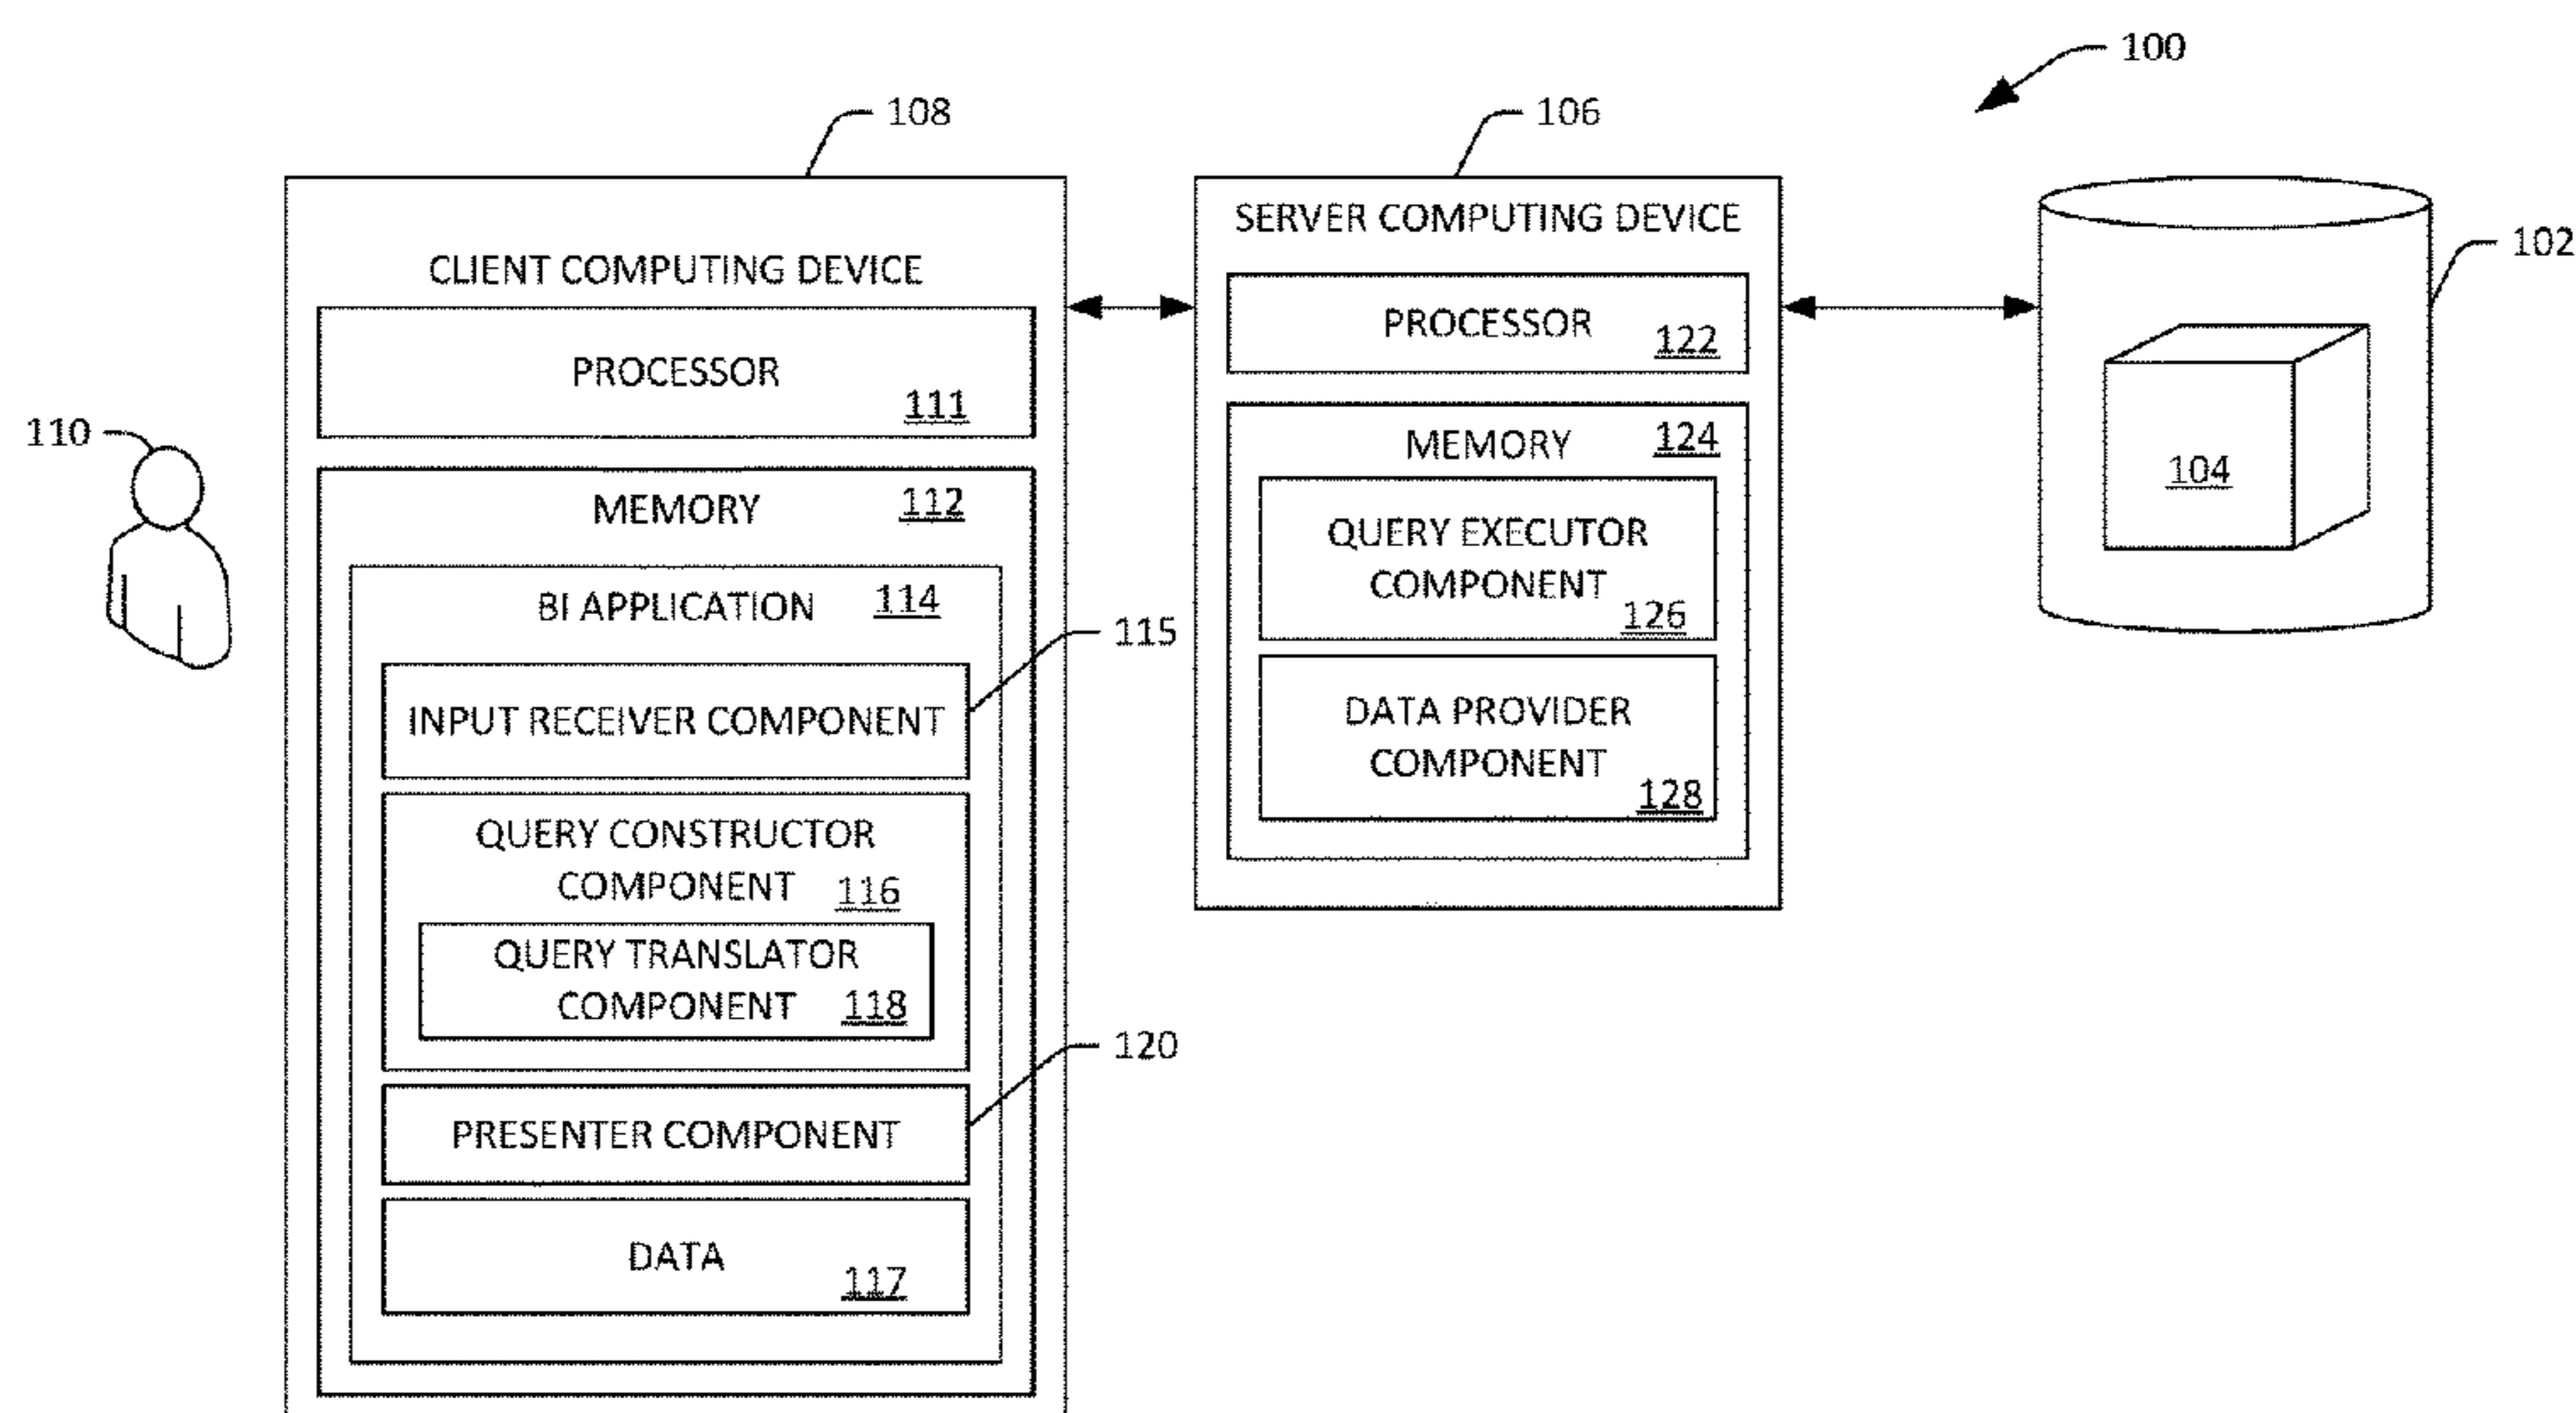 100
108
106
102
110
CLIENT COMPUTING DEVICE
PROCESSOR
111
MEMORY 112
BI APPLICATION 114
115
INPUT RECEIVER COMPONENT
QUERY CONSTRUCTOR
COMPONENT 116
QUERY TRANSLATOR
COMPONENT 118
120
PRESENTER COMPONENT
DATA
117
SERVER COMPUTING DEVICE
PROCESSOR
122
MEMORY 124
QUERY EXECUTOR
COMPONENT
126
DATA PROVIDER
COMPONENT
128
104